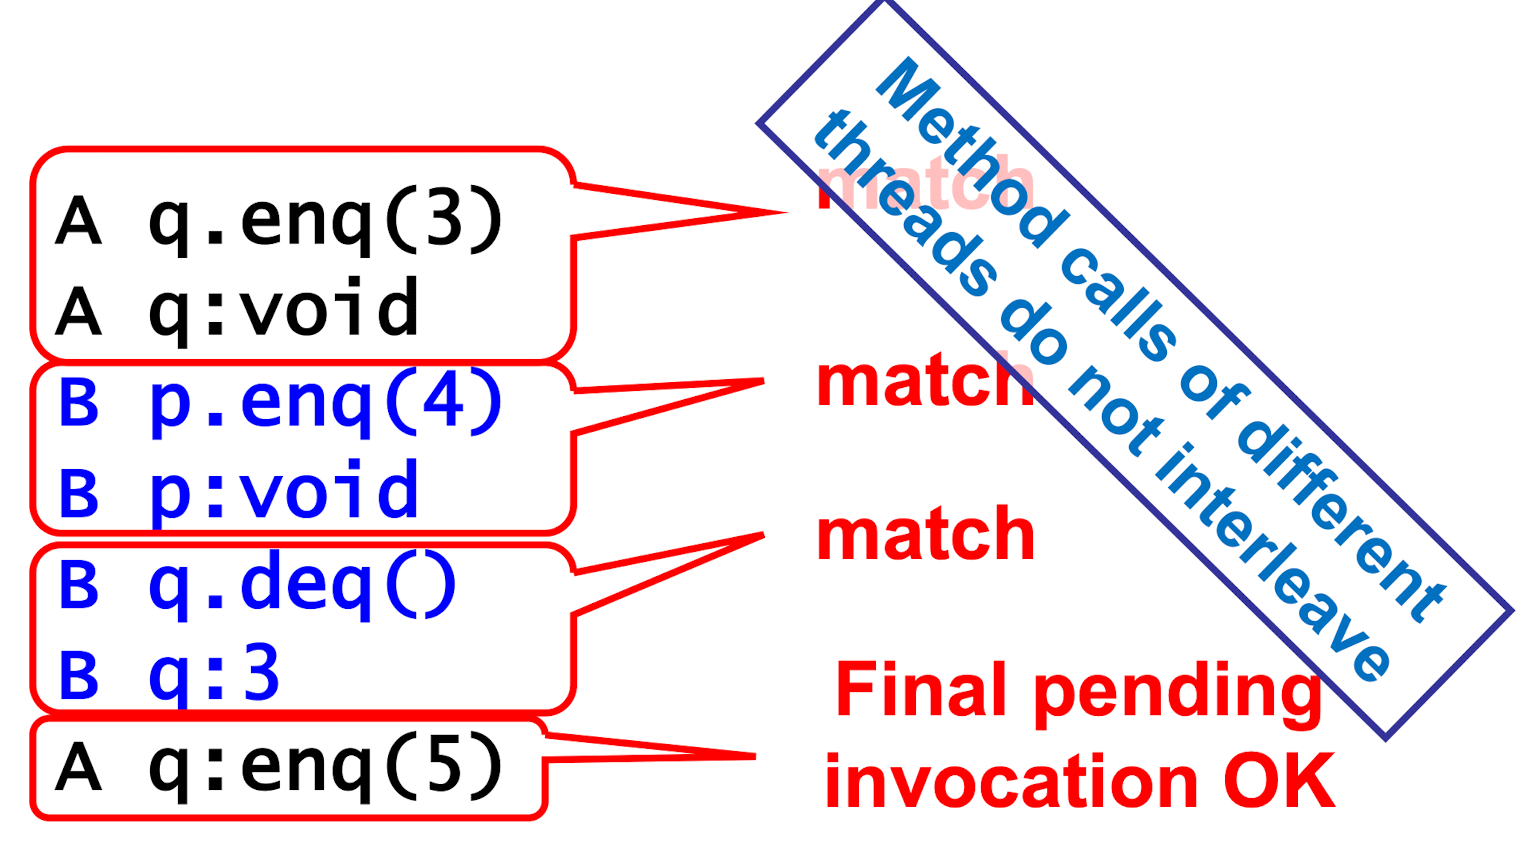 A q.enq(3)
A q:void
B p.enq(4)
B p:void
B q.deq()
B q:3
A q:enq(5)
match
match
match
Final pending
invocation OK
Method calls of different
threads do not interleave